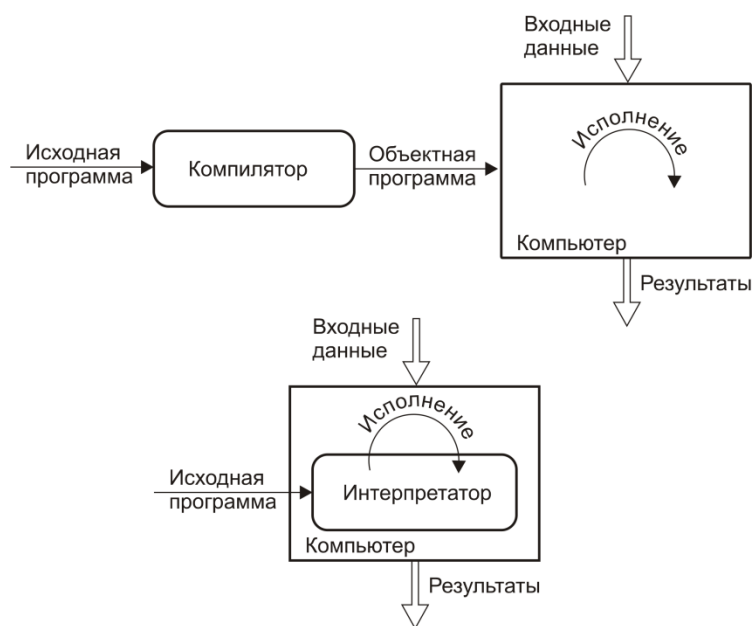 Входные
данные
Исходная
программа
Компилятор
Объектная
программа
Исполнение
Компьютер
Результаты
Входные
данные
Исполнение
Исходная
программа
Интерпретатор
Компьютер
Результаты